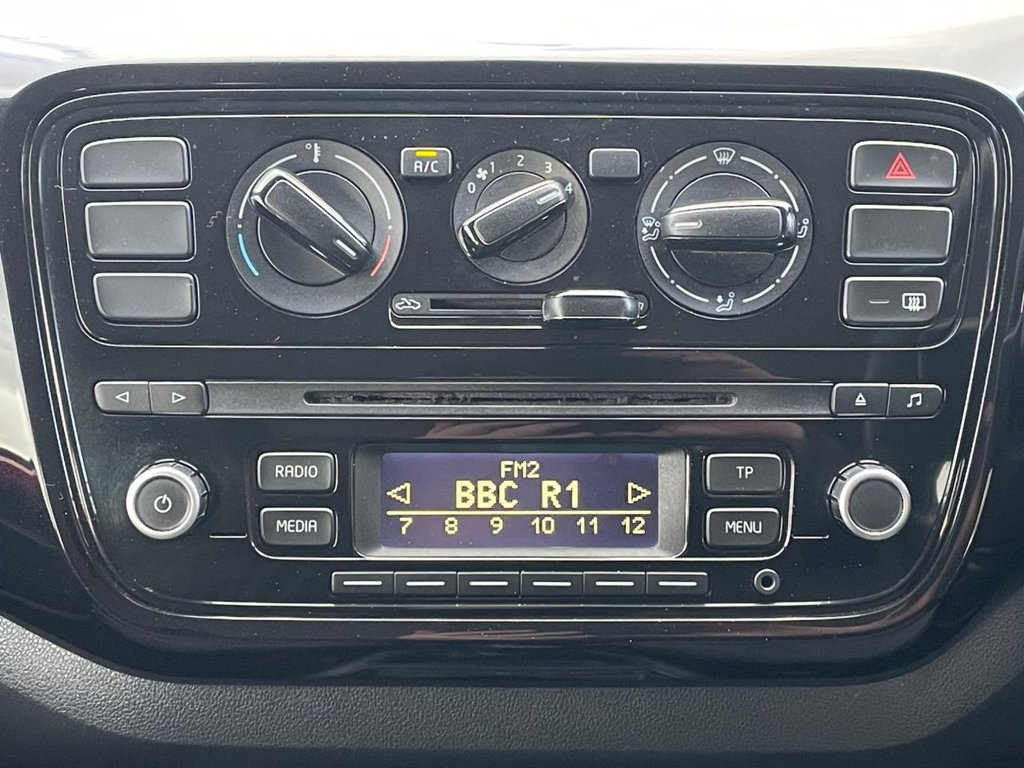 A/C
0 1 2 3 4
RADIO
MEDIA
FM2
BBC R1
7 8 9 10 11 12
TP
MENU